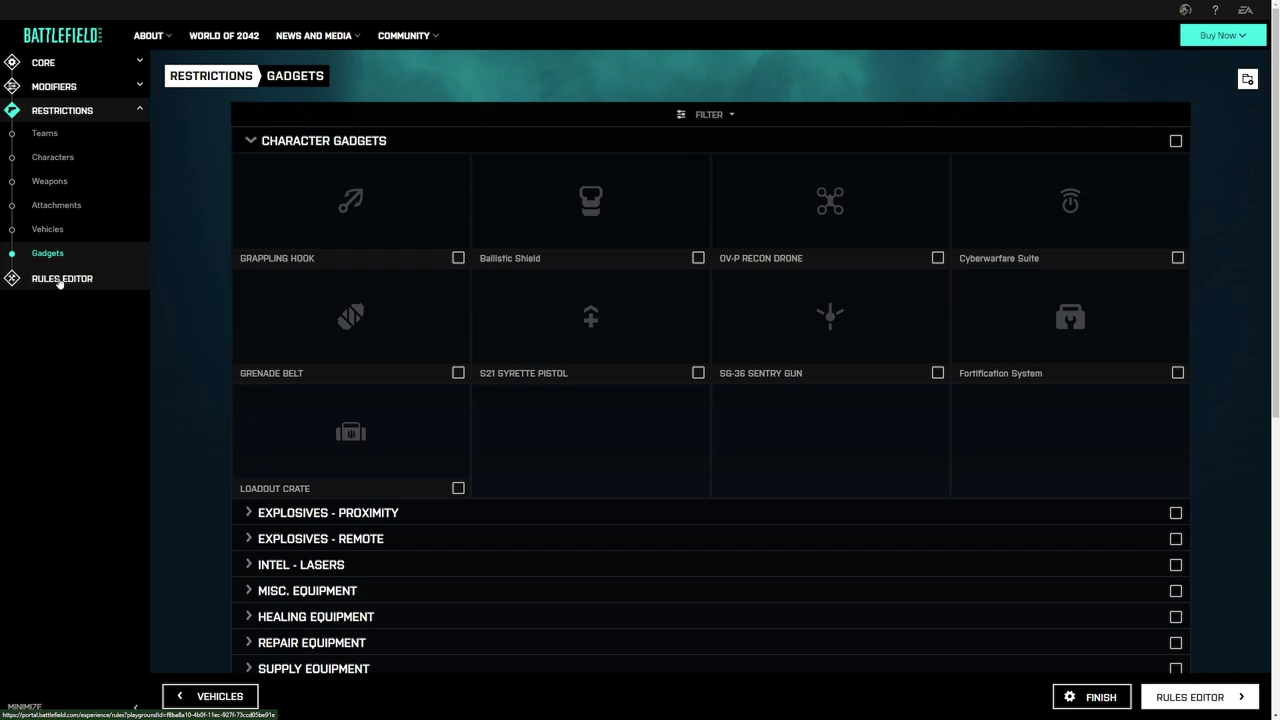 BATTLEFIELD
ABOUT
WORLD OF 2042
NEWS AND MEDIA
COMMUNITY
Buy Now
CORE
MODIFIERS
RESTRICTIONS
Teams
Characters
Weapons
Attachments
Vehicles
Gadgets
RULES EDITOR
RESTRICTIONS
GADGETS
FILTER
CHARACTER GADGETS
GRAPPLING HOOK
Ballistic Shield
OV-P RECON DRONE
Cyberwarfare Suite
GRENADE BELT
S21 SYRETTE PISTOL
SG-36 SENTRY GUN
Fortification System
LOADOUT CRATE
EXPLOSIVES - PROXIMITY
EXPLOSIVES - REMOTE
INTEL - LASERS
MISC. EQUIPMENT
HEALING EQUIPMENT
REPAIR EQUIPMENT
SUPPLY EQUIPMENT
MINIMIZE
VEHICLES
FINISH
RULES EDITOR